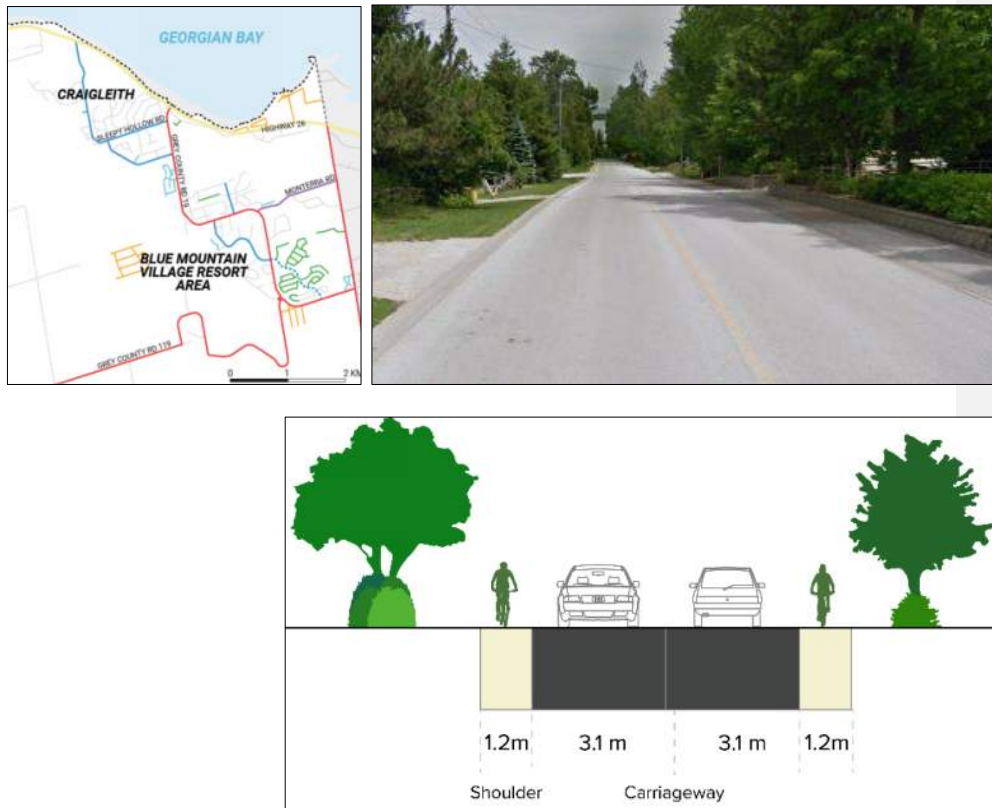 GEORGIAN BAY
CRAIGLEITH
SLEEPY HOLLOW RD
HIGHWAY 26
GREY COUNTY RD 19
MONTERRA RD
BLUE MOUNTAIN
VILLAGE RESORT
AREA
GREY COUNTY RD 119
0 1 2 KM
1.2m 3.1 m 3.1 m 1.2m
Shoulder Carriageway